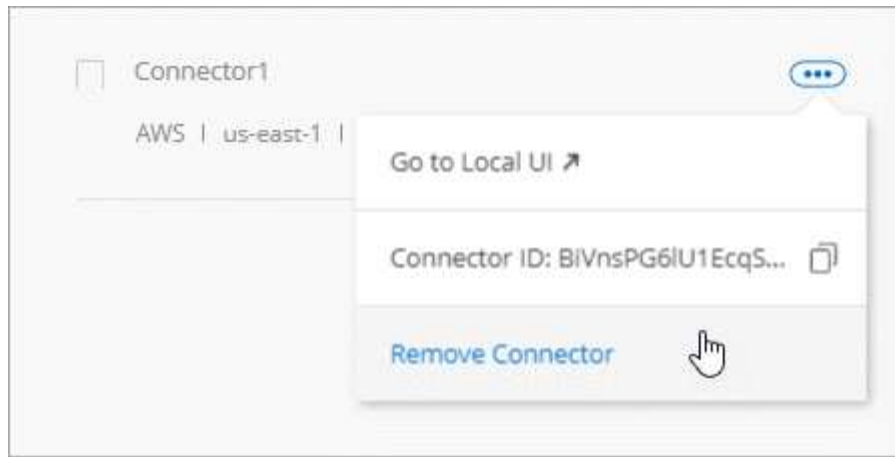 Connector1
AWS | us-east-1 |
Go to Local UI
Connector ID: BiVnsPG6lU1EcqS...
Remove Connector